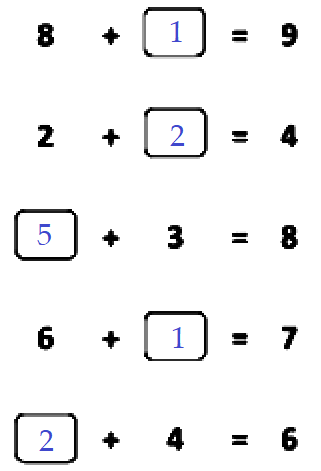 8 + 1 = 9
2 + 2 = 4
5 + 3 = 8
6 + 1 = 7
2 + 4 = 6